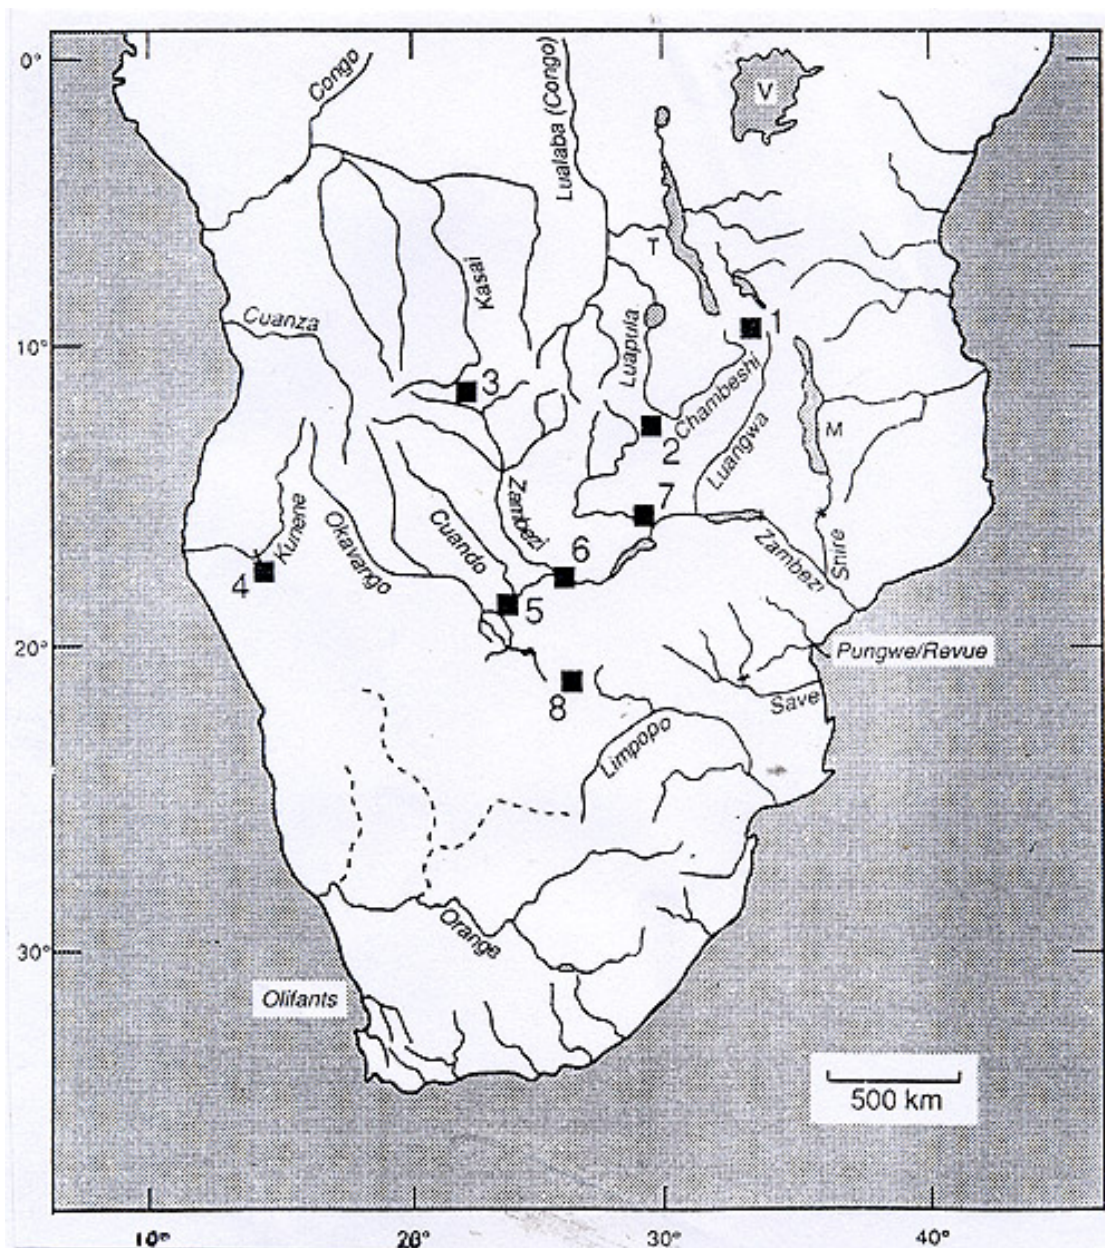 0°
Congo
Lualaba (Congo)
V
T
Kasai
Cuanza
10°
Luapula
1
Chambeshi
3
2
Luangwa
M
7
Zambezi
Kunene
Okavango
Cuando
6
Zambezi
Shire
4
5
20°
Pungwe/Revue
8
Save
Limpopo
Orange
30°
Olifants
500 km
10°
20°
30°
40°